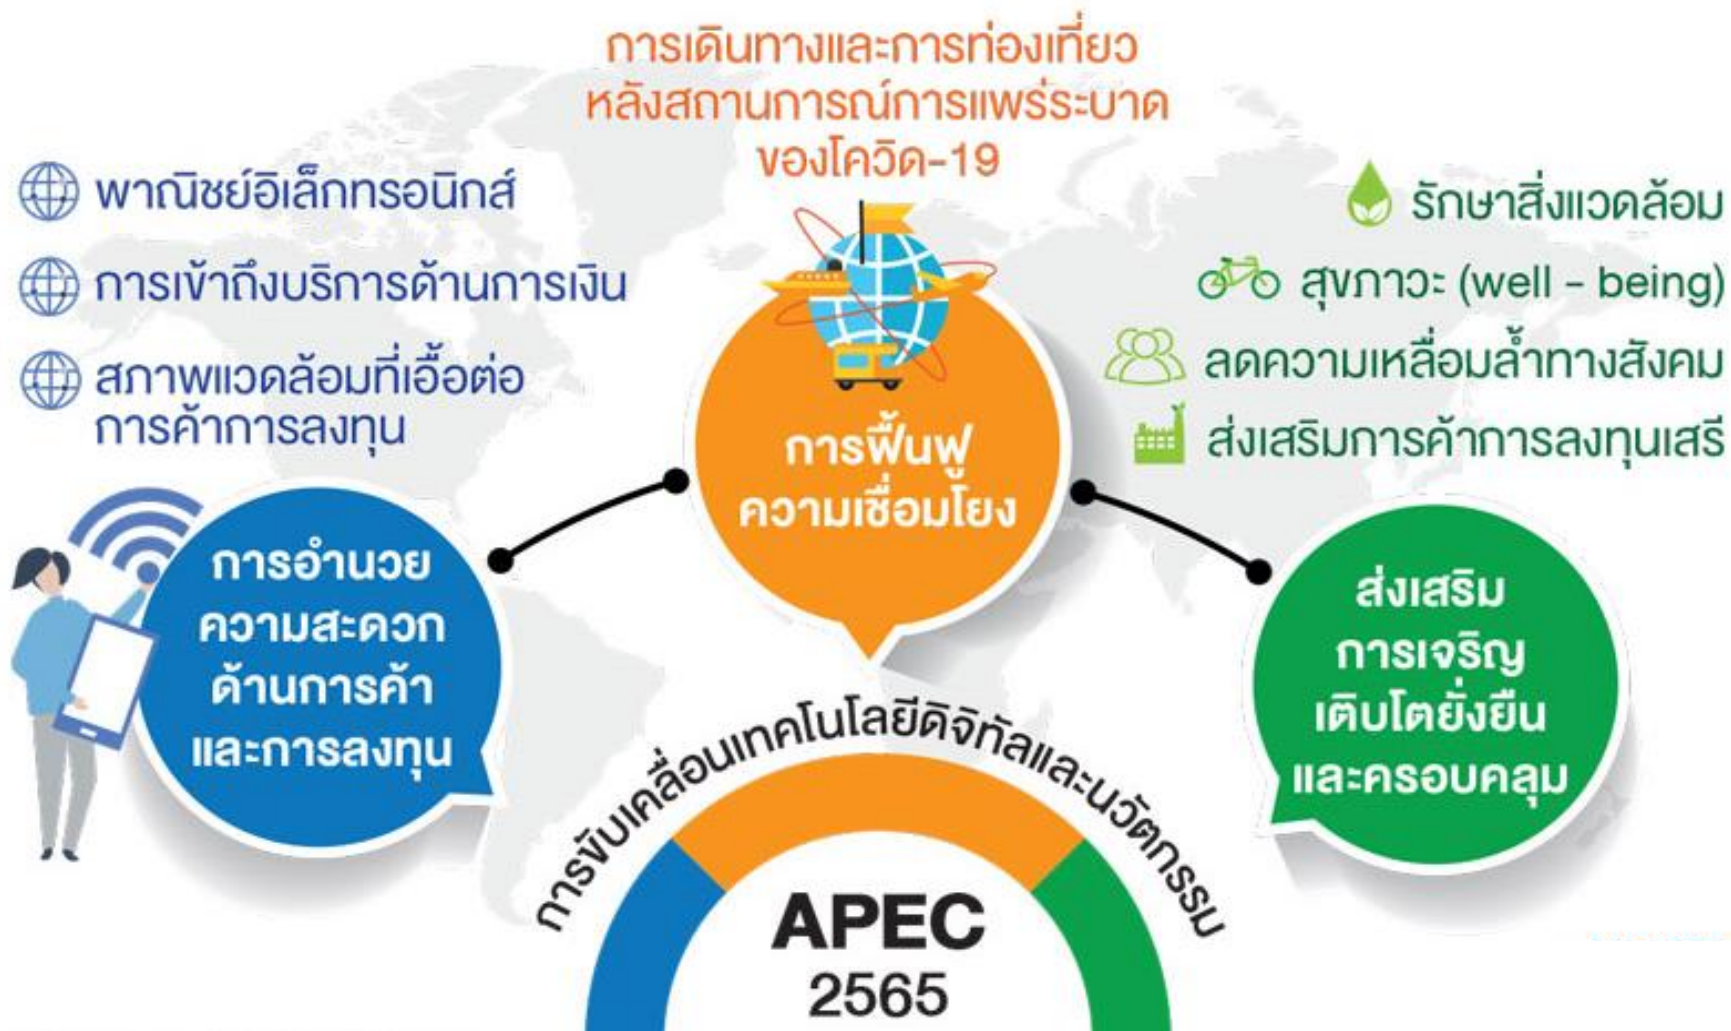 การเดินทางและการท่องเที่ยว
หลังสถานการณ์การแพร่ระบาด
ของโควิด-19
พาณิชย์อิเล็กทรอนิกส์
การเข้าถึงบริการด้านการเงิน
สภาพแวดล้อมที่เอื้อต่อ
การค้าการลงทุน
รักษาสิ่งแวดล้อม
สุขภาวะ (well - being)
ลดความเหลื่อมล้ำทางสังคม
ส่งเสริมการค้าการลงทุนเสรี
การฟื้นฟู
ความเชื่อมโยง
การอำนวย
ความสะดวก
ด้านการค้า
และการลงทุน
ส่งเสริม
การเจริญ
เติบโตยั่งยืน
และครอบคลุม
การขับเคลื่อนเทคโนโลยีดิจิทัลและนวัตกรรม
APEC
2565